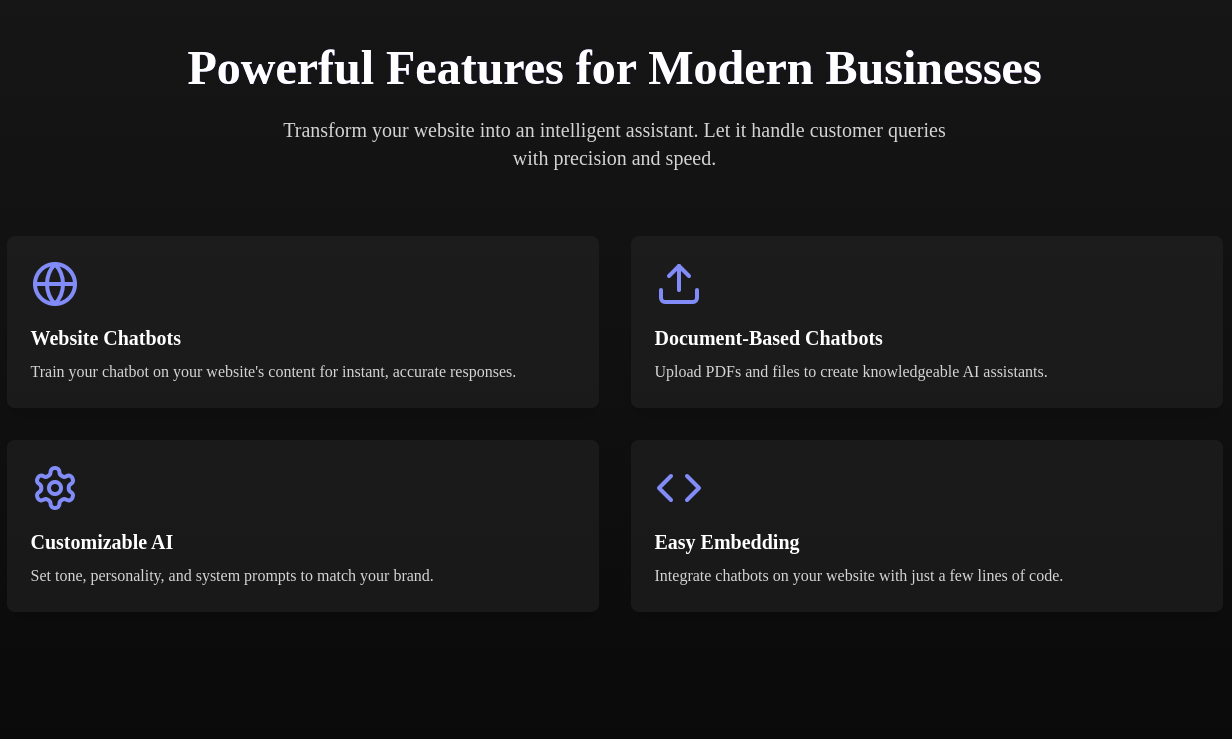 Powerful Features for Modern Businesses
Transform your website into an intelligent assistant. Let it handle customer queries
with precision and speed.
Website Chatbots
Train your chatbot on your website's content for instant, accurate responses.
Document-Based Chatbots
Upload PDFs and files to create knowledgeable AI assistants.
Customizable AI
Set tone, personality, and system prompts to match your brand.
Easy Embedding
Integrate chatbots on your website with just a few lines of code.